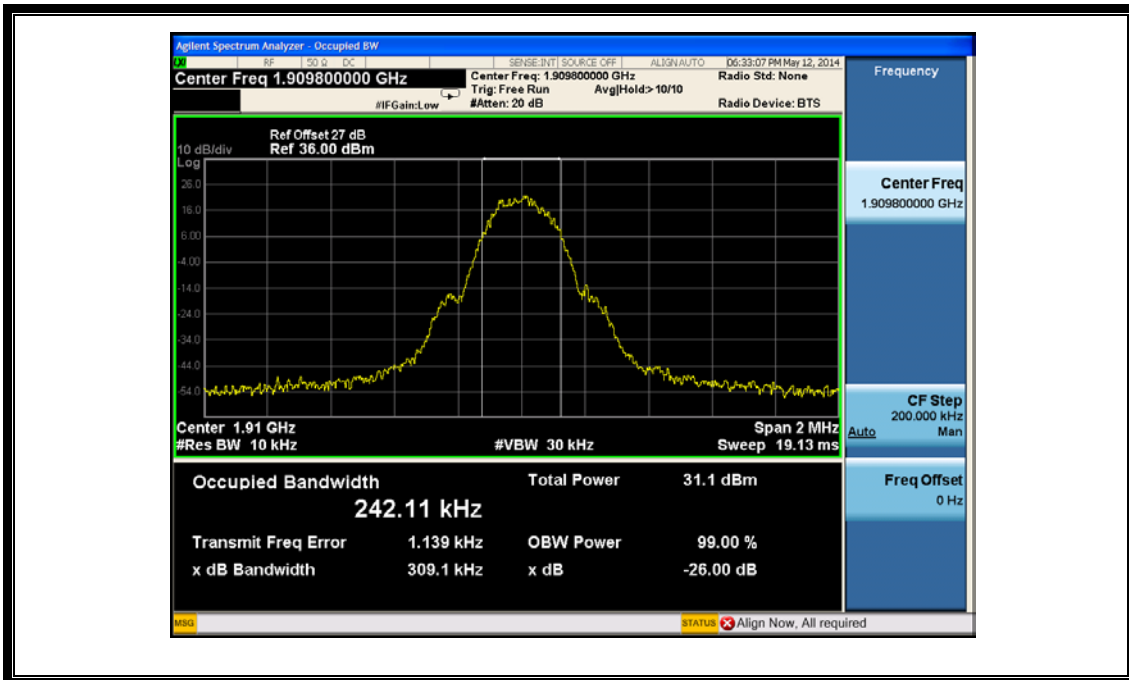 Agilent Spectrum Analyzer - Occupied BW
LXI RF 50 Ω DC SENSE:INT SOURCE OFF ALIGNAUTO 06:33:07 PM May 12, 2014
Center Freq 1.909800000 GHz
Center Freq: 1.909800000 GHz Radio Std: None
Trig: Free Run Avg|Hold:> 10/10
#IFGain:Low #Atten: 20 dB Radio Device: BTS
Ref Offset 27 dB
10 dB/div Ref 36.00 dBm
Log
26.0
16.0
6.00
-4.00
-14.0
-24.0
-34.0
-44.0
-54.0
Center 1.91 GHz Span 2 MHz
#Res BW 10 kHz #VBW 30 kHz Sweep 19.13 ms
Occupied Bandwidth Total Power 31.1 dBm
242.11 kHz
Transmit Freq Error 1.139 kHz OBW Power 99.00 %
x dB Bandwidth 309.1 kHz x dB -26.00 dB
Frequency
Center Freq
1.909800000 GHz
CF Step
200.000 kHz
Auto Man
Freq Offset
0 Hz
MSG STATUS Align Now, All required